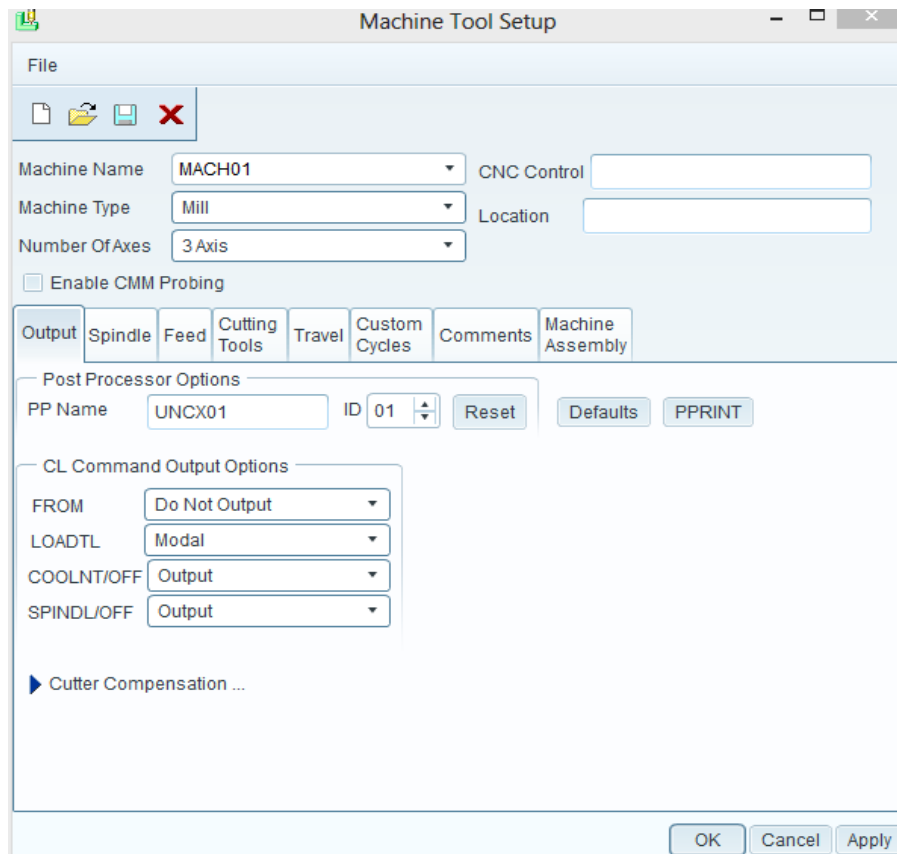 Machine Tool Setup
File
Machine Name MACH01 CNC Control
Machine Type Mill Location
Number Of Axes 3 Axis
Enable CMM Probing
Output Spindle Feed Cutting Tools Travel Custom Cycles Comments Machine Assembly
Post Processor Options
PP Name UNCX01 ID 01 Reset Defaults PPRINT
CL Command Output Options
FROM Do Not Output
LOADTL Modal
COOLNT/OFF Output
SPINDL/OFF Output
Cutter Compensation ...
OK Cancel Apply